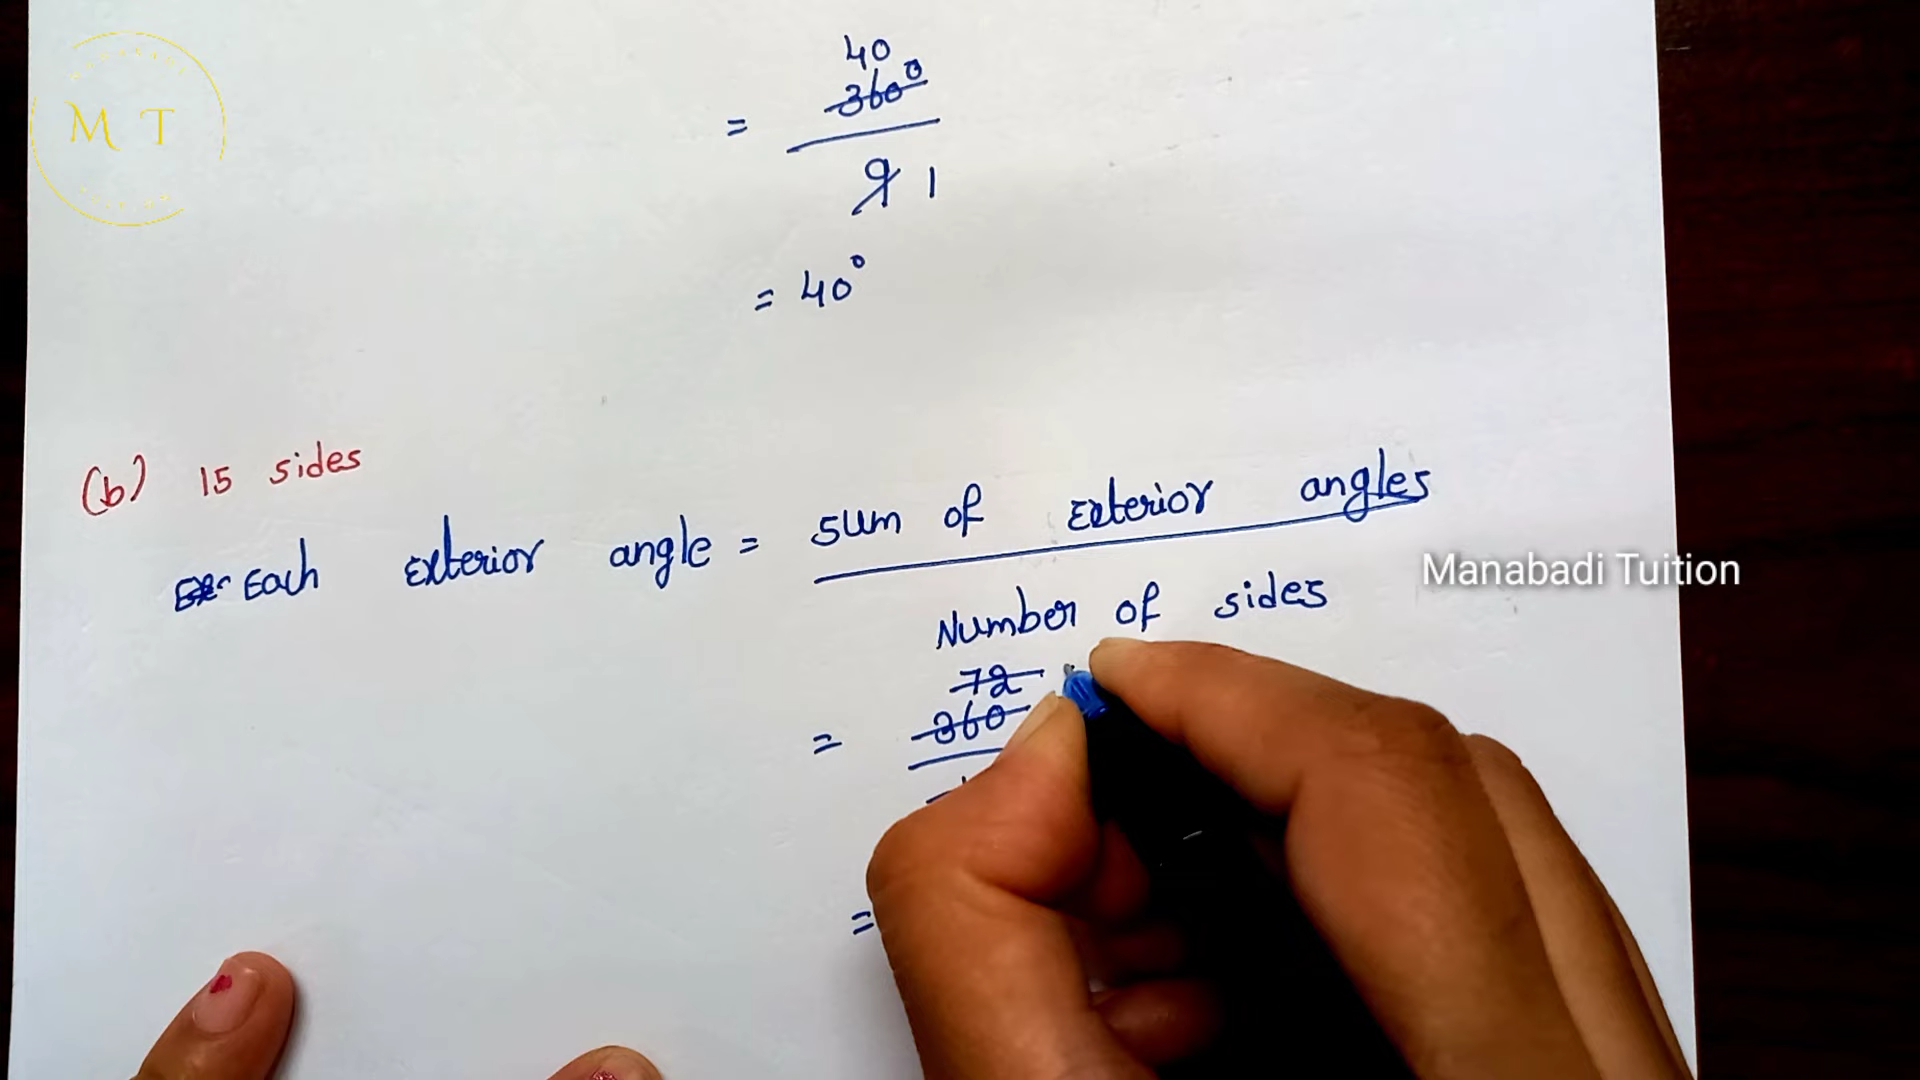 M T
40
= 360°
9 1
= 40°
(b) 15 sides
Each exterior angle = sum of exterior angles
Manabadi Tuition
Number of sides
72
= 360
=